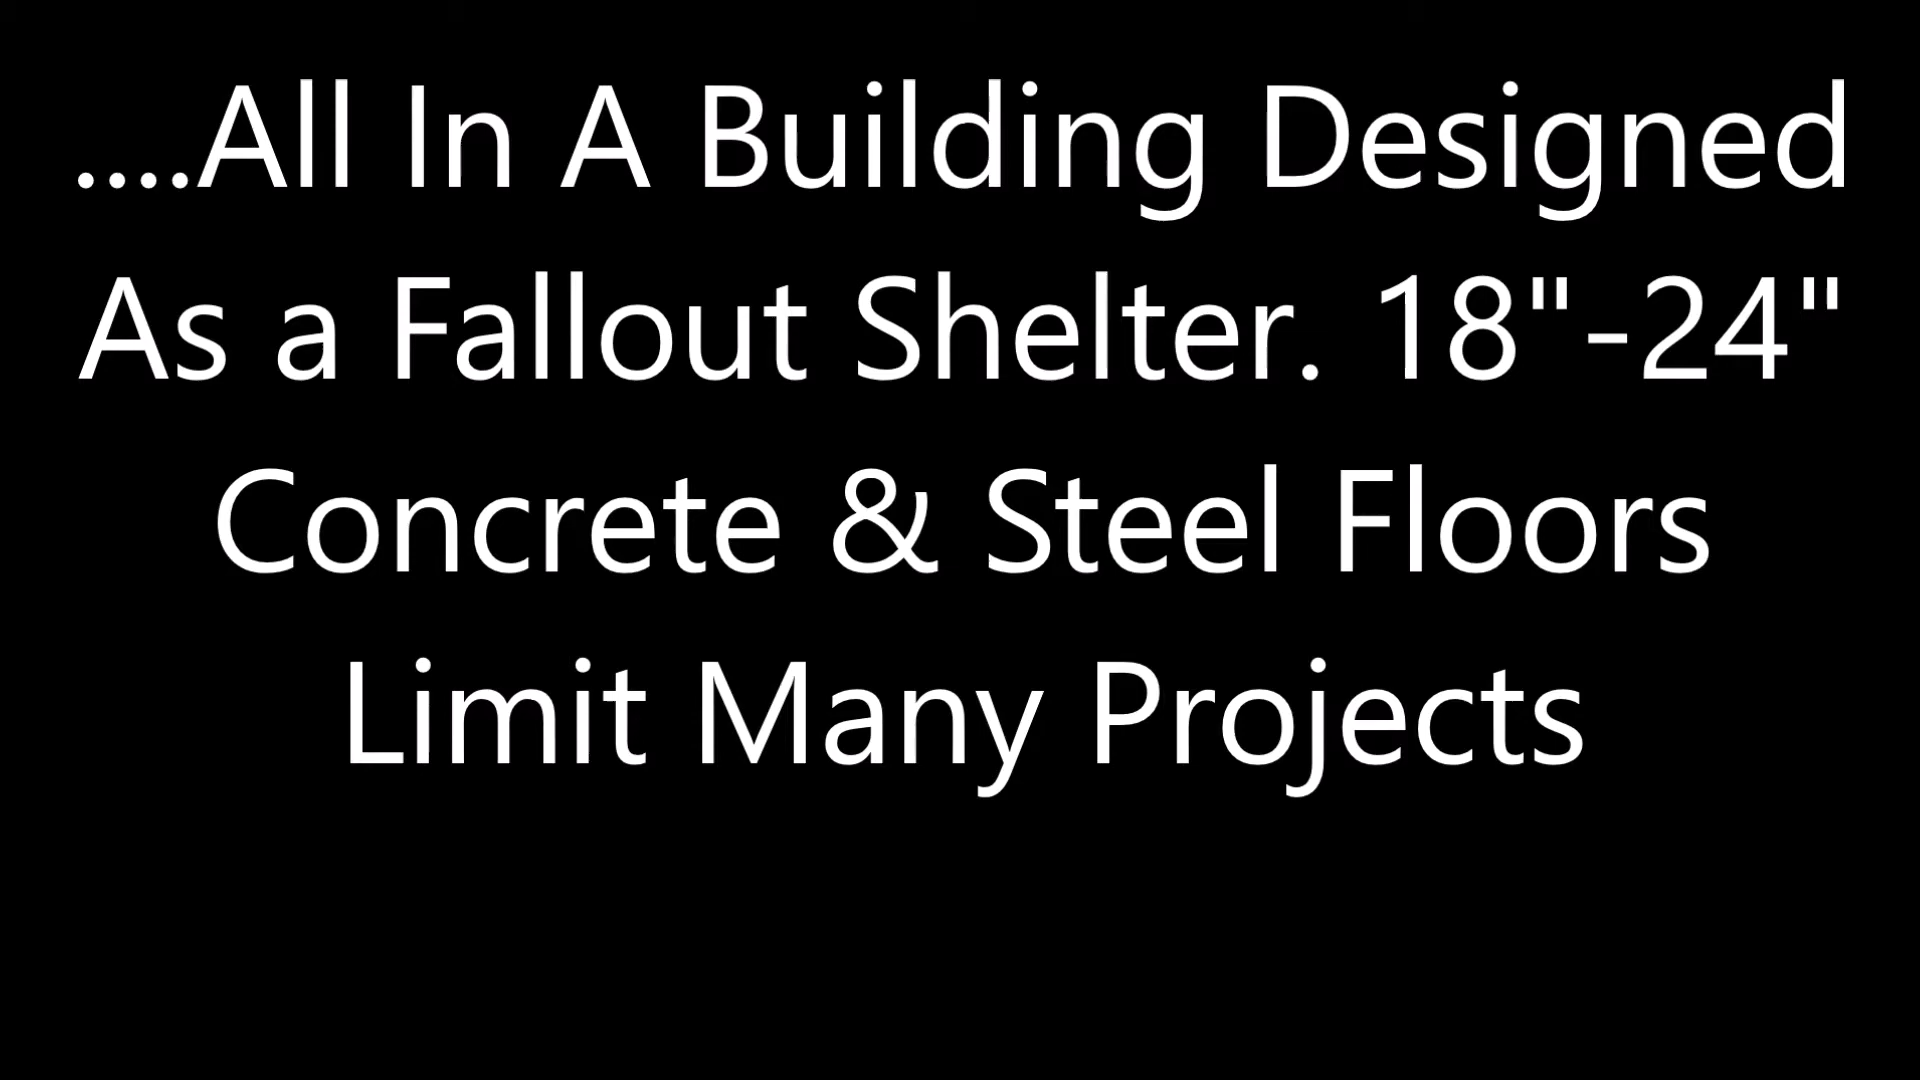 ....All In A Building Designed
As a Fallout Shelter. 18"-24"
Concrete & Steel Floors
Limit Many Projects